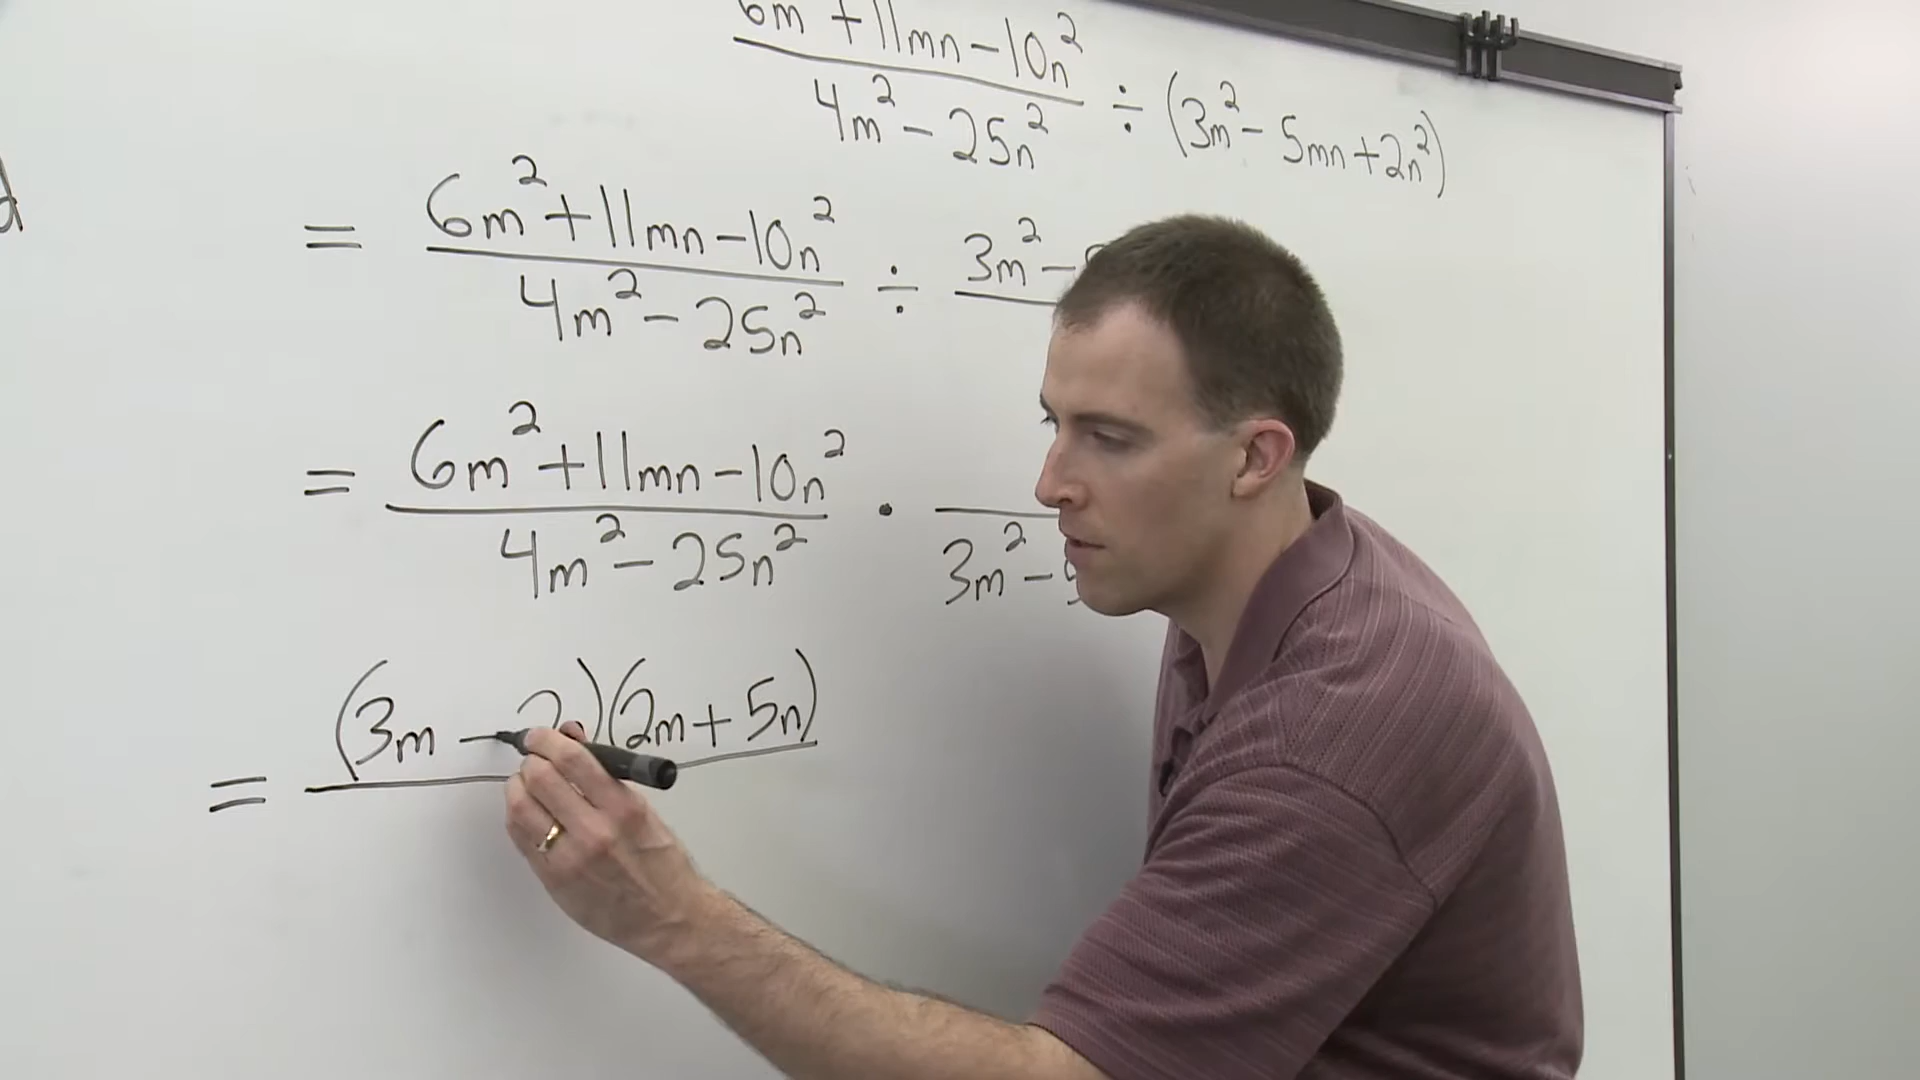 6m + 11mn - 10n²
4m² - 25n² ÷ (3m² - 5mn + 2n²)
= 6m² + 11mn - 10n² ÷ 3m² -
4m² - 25n²
= 6m² + 11mn - 10n² ·
4m² - 25n² 3m² -
= (3m - 2n)(2m + 5n)
d